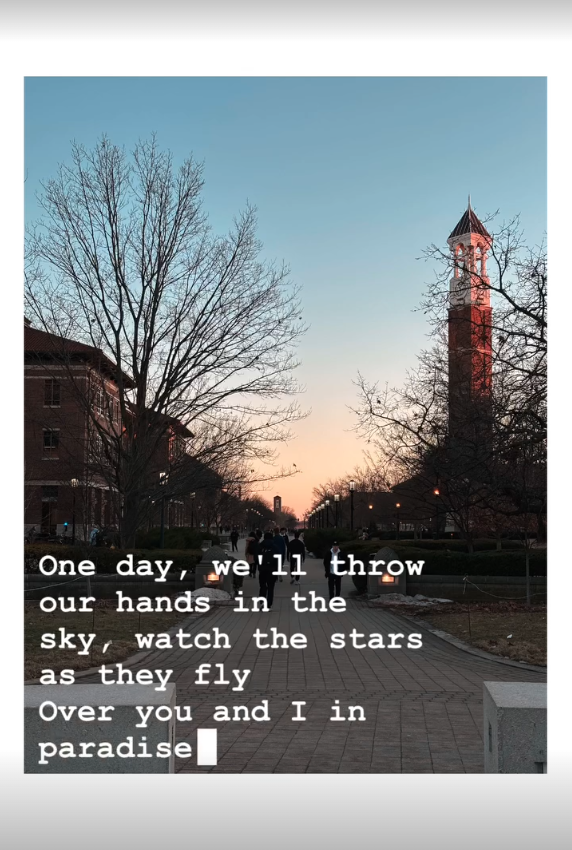 One day, we'll throw
our hands in the
sky, watch the stars
as they fly
Over you and I in
paradise